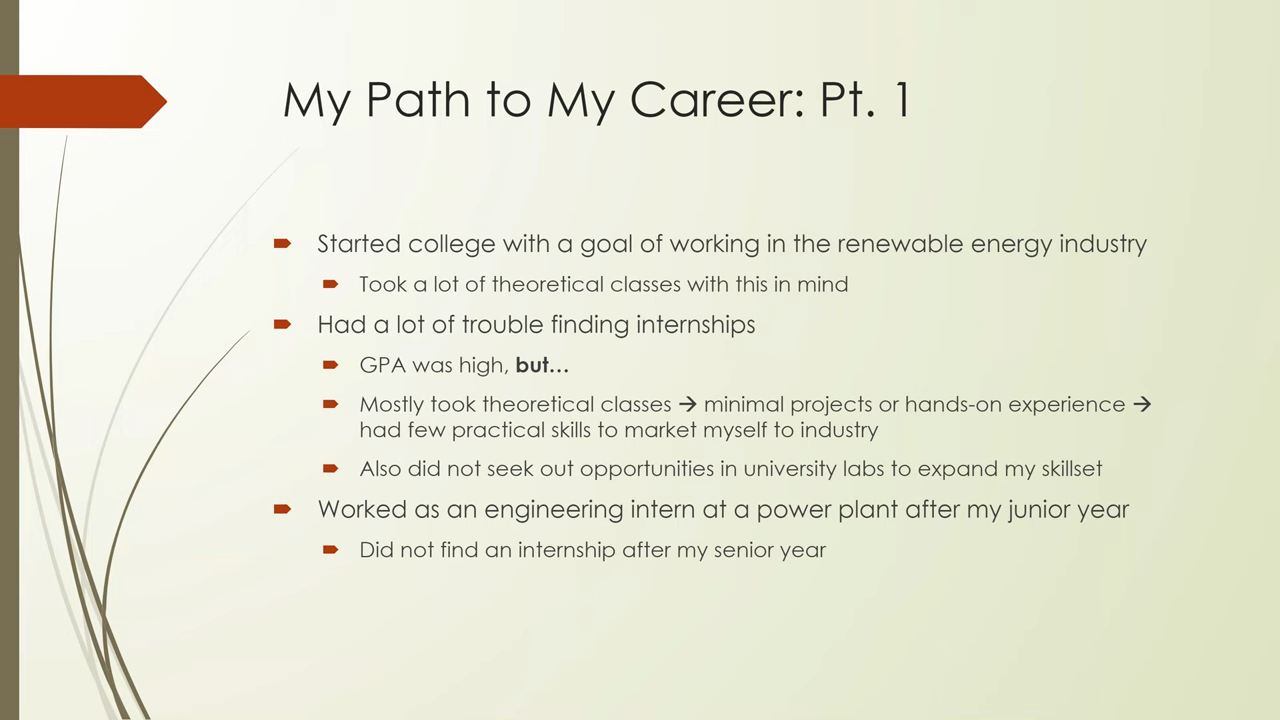 My Path to My Career: Pt. 1
Started college with a goal of working in the renewable energy industry
Took a lot of theoretical classes with this in mind
Had a lot of trouble finding internships
GPA was high, but…
Mostly took theoretical classes → minimal projects or hands-on experience →
had few practical skills to market myself to industry
Also did not seek out opportunities in university labs to expand my skillset
Worked as an engineering intern at a power plant after my junior year
Did not find an internship after my senior year